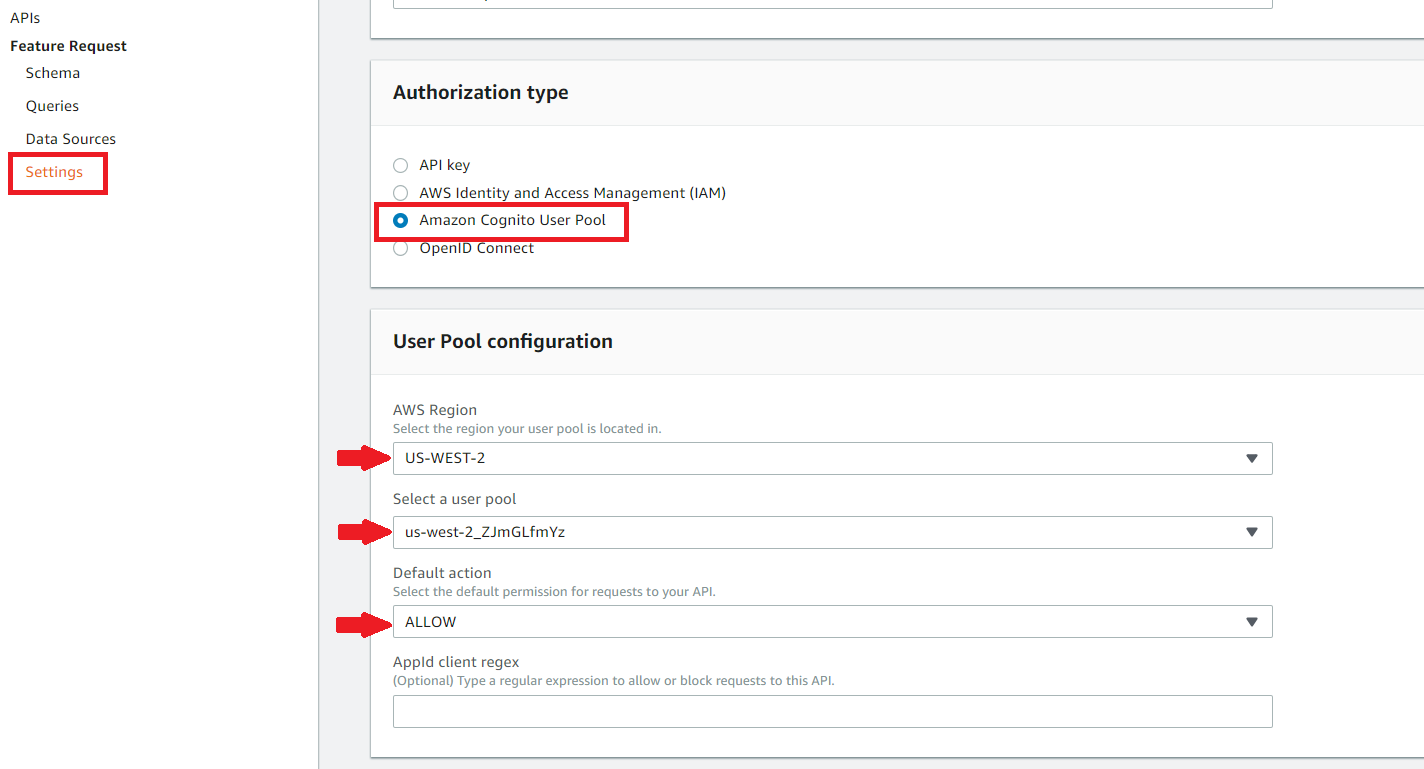 APIs
Feature Request
Schema
Queries
Data Sources
Settings
Authorization type
API key
AWS Identity and Access Management (IAM)
Amazon Cognito User Pool
OpenID Connect
User Pool configuration
AWS Region
Select the region your user pool is located in.
US-WEST-2
Select a user pool
us-west-2_ZJmGLfmYz
Default action
Select the default permission for requests to your API.
ALLOW
AppId client regex
(Optional) Type a regular expression to allow or block requests to this API.